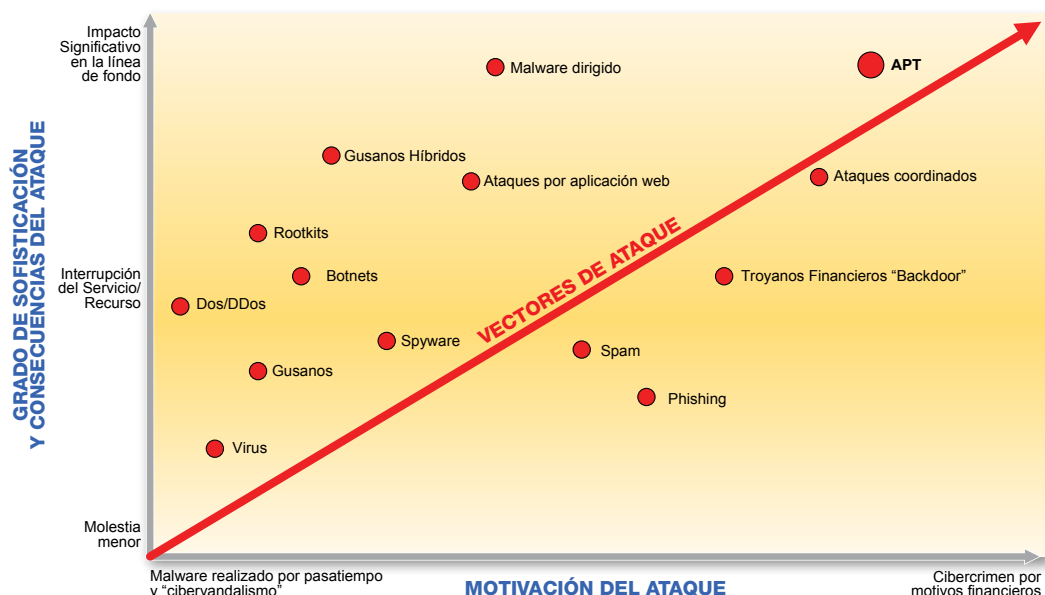 Impacto
Significativo
en la línea
de fondo
Malware dirigido
APT
Gusanos Híbridos
Ataques por aplicación web
Ataques coordinados
GRADO DE SOFISTICACIÓN
Y CONSECUENCIAS DEL ATAQUE
Rootkits
VECTORES DE ATAQUE
Interrupción
del Servicio/
Recurso
Botnets
Troyanos Financieros “Backdoor”
Dos/DDos
Spyware
Spam
Gusanos
Phishing
Virus
Molestia
menor
Malware realizado por pasatiempo
y “cibervandalismo”
MOTIVACIÓN DEL ATAQUE
Cibercrimen por
motivos financieros